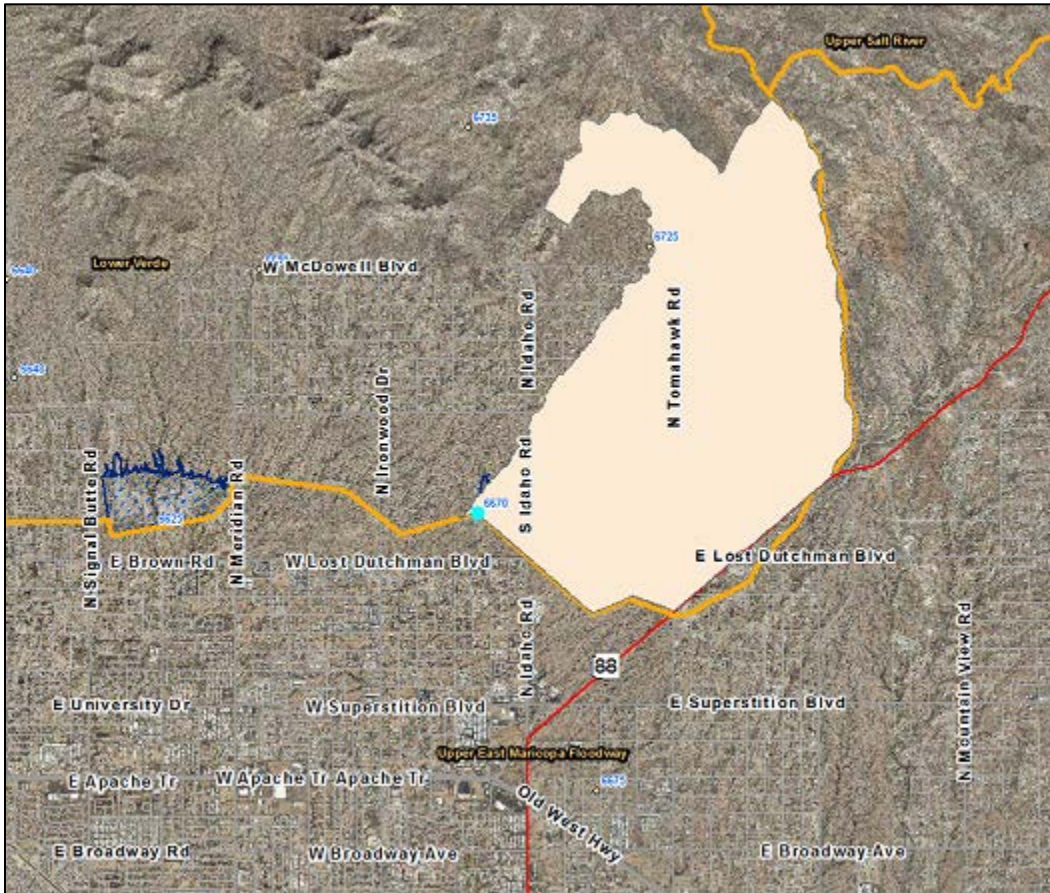 Upper Salt River
6725
6725
Lower Verde
W McDowell Blvd
6640
6643
N Idaho Rd
N Tomahawk Rd
N Ironwood Dr
N Signal Butte Rd
N Meridian Rd
S Idaho Rd
6670
6625
E Brown Rd
W Lost Dutchman Blvd
E Lost Dutchman Blvd
N Idaho Rd
N Mountain View Rd
88
E University Dr
W Superstition Blvd
E Superstition Blvd
Upper East Maricopa Floodway
E Apache Tr
W Apache Tr Apache Tr
6675
Old West Hwy
E Broadway Rd
W Broadway Ave
E Broadway Ave